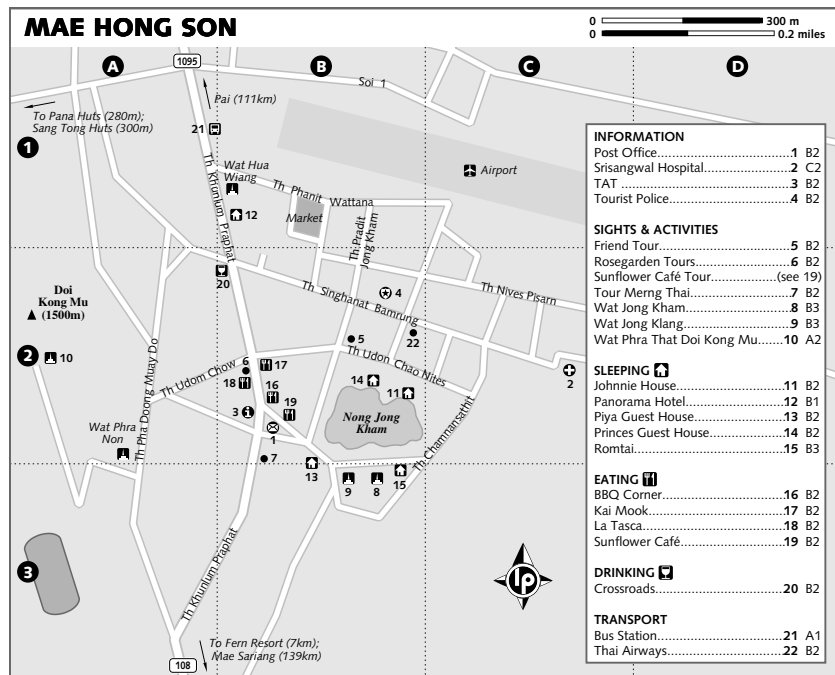 MAE HONG SON
0 300 m
0 0.2 miles
A
B
C
D
1095
Soi 1
Pai (111km)
To Pana Huts (280m);
Sang Tong Huts (300m)
21
1
Wat Hua
Wiang
Th Phanit Wattana
Airport
12
Market
Th Khunlum Praphat
Th Pradit
Jong Kham
20
4
Th Singhanat Bamrung
Th Nives Pisarn
Doi
Kong Mu
(1500m)
22
5
2
10
6
17
Th Udom Chow
Th Udon Chao Nites
18
16
14
11
2
19
3
Nong Jong
Kham
1
Th Pha Doong Muay Do
Th Chamnansathit
Wat Phra
Non
7
13
9
8
15
3
Th Khunlum Praphat
lp
To Fern Resort (7km);
Mae Sariang (139km)
108
INFORMATION
Post Office.....................................1 B2
Srisangwal Hospital.......................2 C2
TAT ..............................................3 B2
Tourist Police................................4 B2
SIGHTS & ACTIVITIES
Friend Tour...................................5 B2
Rosegarden Tours.........................6 B2
Sunflower Café Tour..............(see 19)
Tour Merng Thai...........................7 B2
Wat Jong Kham............................8 B3
Wat Jong Klang............................9 B3
Wat Phra That Doi Kong Mu.....10 A2
SLEEPING
Johnnie House............................11 B2
Panorama Hotel..........................12 B1
Piya Guest House........................13 B2
Princes Guest House...................14 B2
Romtai........................................15 B3
EATING
BBQ Corner................................16 B2
Kai Mook....................................17 B2
La Tasca......................................18 B2
Sunflower Café...........................19 B2
DRINKING
Crossroads..................................20 B2
TRANSPORT
Bus Station.................................21 A1
Thai Airways...............................22 B2